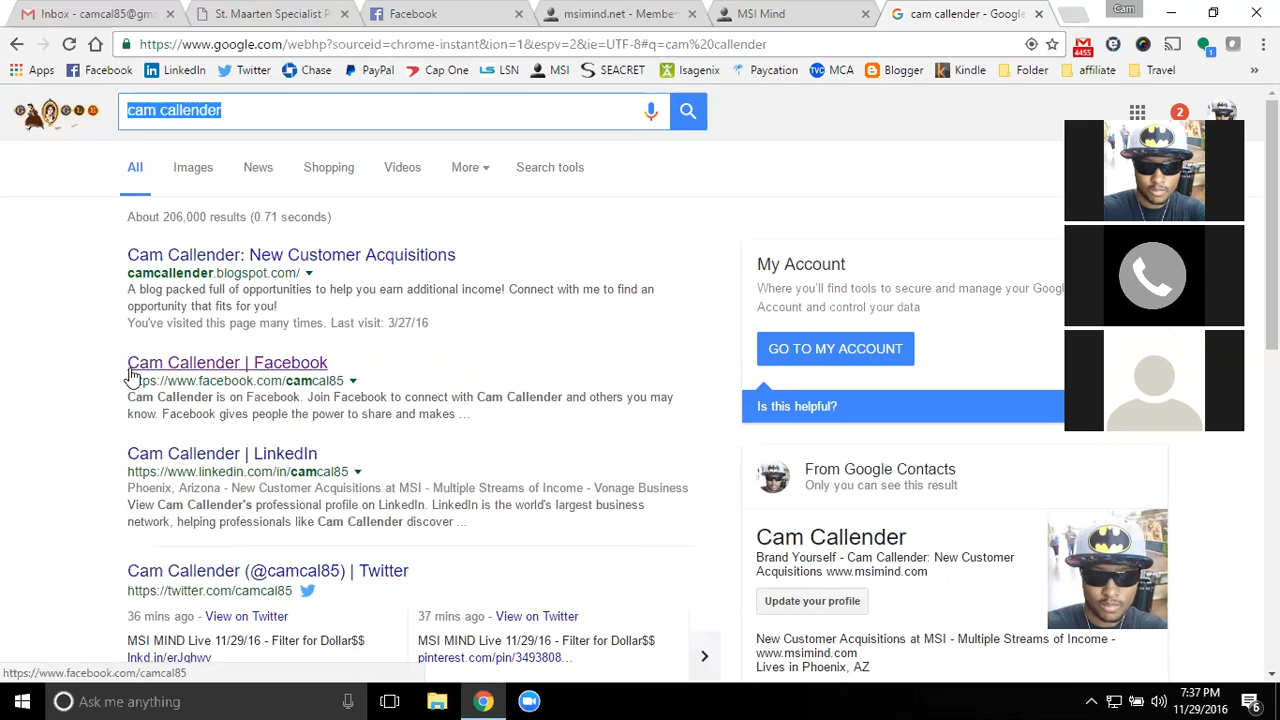 Inbox - camcal85@gm
St. Maarten Specialist P
Facebook
msimind.net - Membe
MSI Mind
cam callender - Google
Cam
https://www.google.com/webhp?sourceid=chrome-instant&ion=1&espv=2&ie=UTF-8#q=cam%20callender
4455
1
Apps
Facebook
LinkedIn
Twitter
Chase
PayPal
Cap One
LSN
MSI
SEACRET
Isagenix
Paycation
MCA
Blogger
Kindle
Folder
affiliate
Travel
»
GOOGLE
cam callender
2
All
Images
News
Shopping
Videos
More
Search tools
About 206,000 results (0.71 seconds)
Cam Callender: New Customer Acquisitions
camcallender.blogspot.com/
A blog packed full of opportunities to help you earn additional income! Connect with me to find an
opportunity that fits for you!
You've visited this page many times. Last visit: 3/27/16
Cam Callender | Facebook
https://www.facebook.com/camcal85
Cam Callender is on Facebook. Join Facebook to connect with Cam Callender and others you may
know. Facebook gives people the power to share and makes ...
Cam Callender | LinkedIn
https://www.linkedin.com/in/camcal85
Phoenix, Arizona - New Customer Acquisitions at MSI - Multiple Streams of Income - Vonage Business
View Cam Callender's professional profile on LinkedIn. LinkedIn is the world's largest business
network, helping professionals like Cam Callender discover ...
Cam Callender (@camcal85) | Twitter
https://twitter.com/camcal85
36 mins ago - View on Twitter
MSI MIND Live 11/29/16 - Filter for Dollar$$
lnkd.in/erJghwv
37 mins ago - View on Twitter
MSI MIND Live 11/29/16 - Filter for Dollar$$
pinterest.com/pin/3493808...
My Account
Where you'll find tools to secure and manage your Googl
Account and control your data
GO TO MY ACCOUNT
Is this helpful?
From Google Contacts
Only you can see this result
Cam Callender
Brand Yourself - Cam Callender: New Customer
Acquisitions www.msimind.com
Update your profile
New Customer Acquisitions at MSI - Multiple Streams of Income -
www.msimind.com
Lives in Phoenix, AZ
https://www.facebook.com/camcal85
Ask me anything
7:37 PM
11/29/2016
6